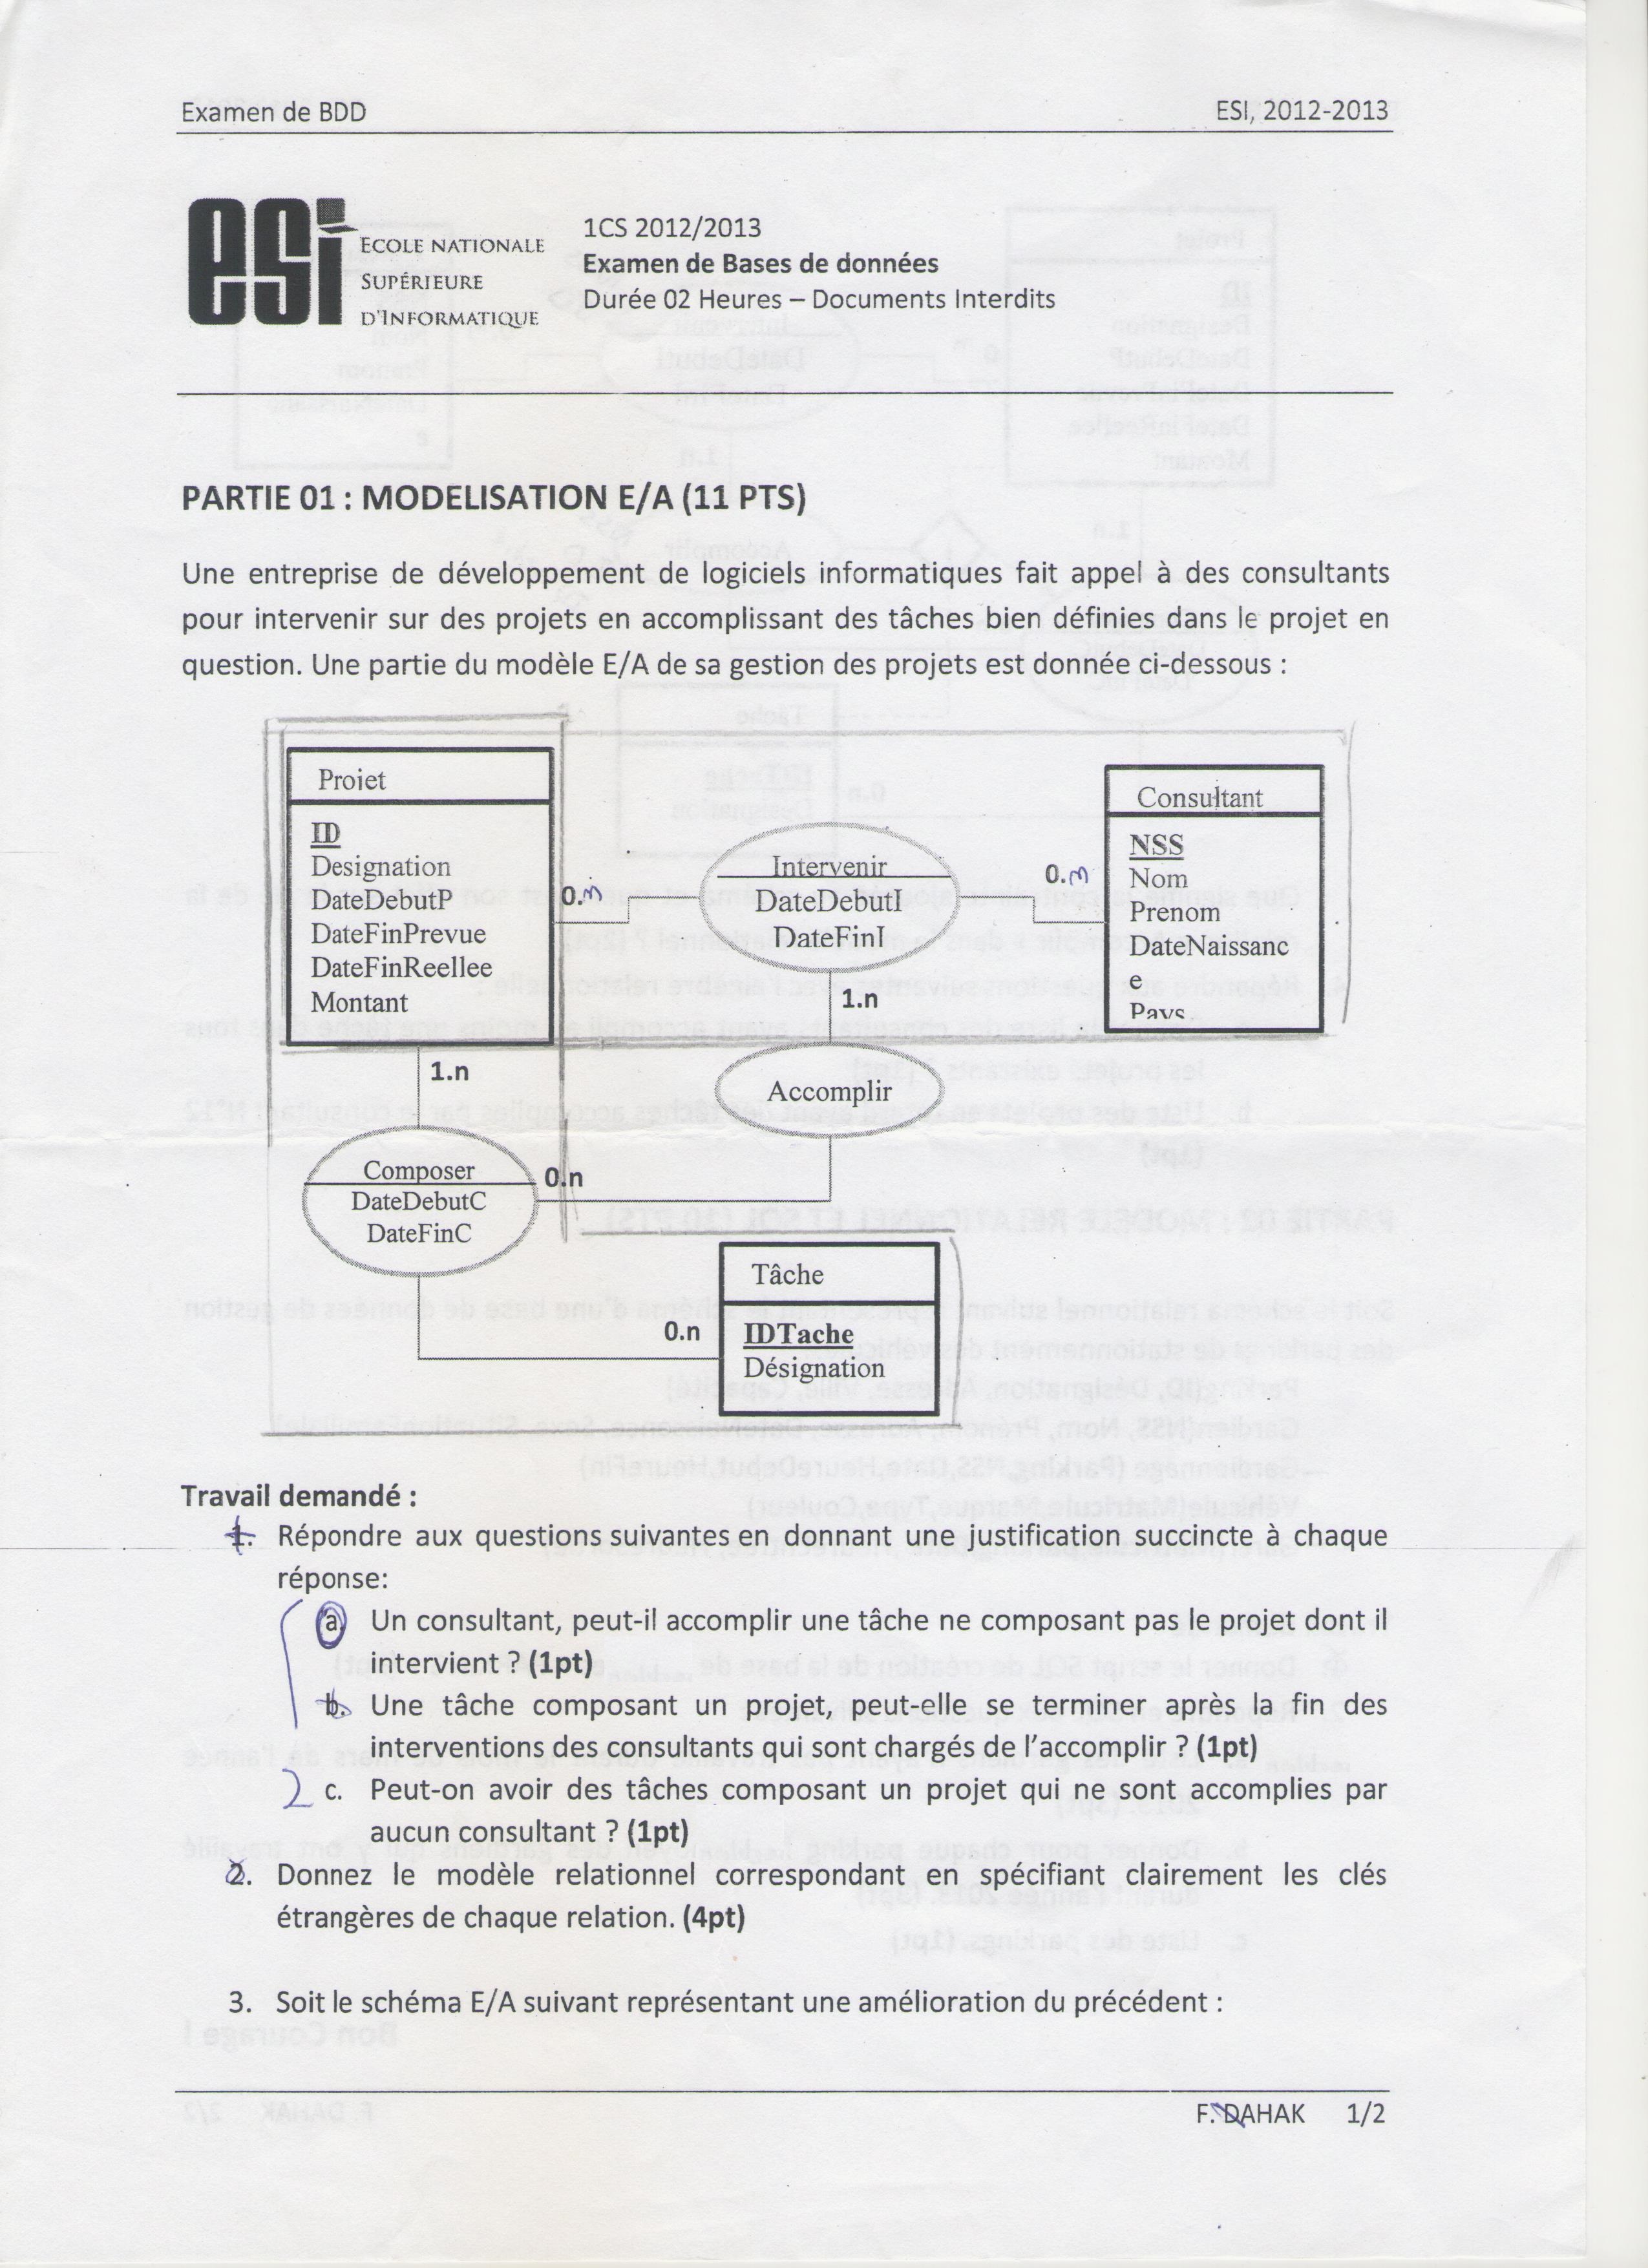 Examen de BDD ESI, 2012-2013
esi ECOLE NATIONALE
SUPÉRIEURE
D'INFORMATIQUE
1CS 2012/2013
Examen de Bases de données
Durée 02 Heures – Documents Interdits
PARTIE 01 : MODELISATION E/A (11 PTS)
Une entreprise de développement de logiciels informatiques fait appel à des consultants
pour intervenir sur des projets en accomplissant des tâches bien définies dans le projet en
question. Une partie du modèle E/A de sa gestion des projets est donnée ci-dessous :
Projet
ID
Designation
DateDebutP
DateFinPrevue
DateFinReellee
Montant
0.n
Intervenir
DateDebutI
DateFinI
0.n
Consultant
NSS
Nom
Prenom
DateNaissanc
e
Pays
1.n
1.n
Accomplir
Composer
DateDebutC
DateFinC
0.n
0.n
Tâche
IDTache
Désignation
Travail demandé :
1. Répondre aux questions suivantes en donnant une justification succincte à chaque
réponse:
a. Un consultant, peut-il accomplir une tâche ne composant pas le projet dont il
intervient ? (1pt)
b. Une tâche composant un projet, peut-elle se terminer après la fin des
interventions des consultants qui sont chargés de l'accomplir ? (1pt)
c. Peut-on avoir des tâches composant un projet qui ne sont accomplies par
aucun consultant ? (1pt)
2. Donnez le modèle relationnel correspondant en spécifiant clairement les clés
étrangères de chaque relation. (4pt)
3. Soit le schéma E/A suivant représentant une amélioration du précédent :
F. DAHAK 1/2